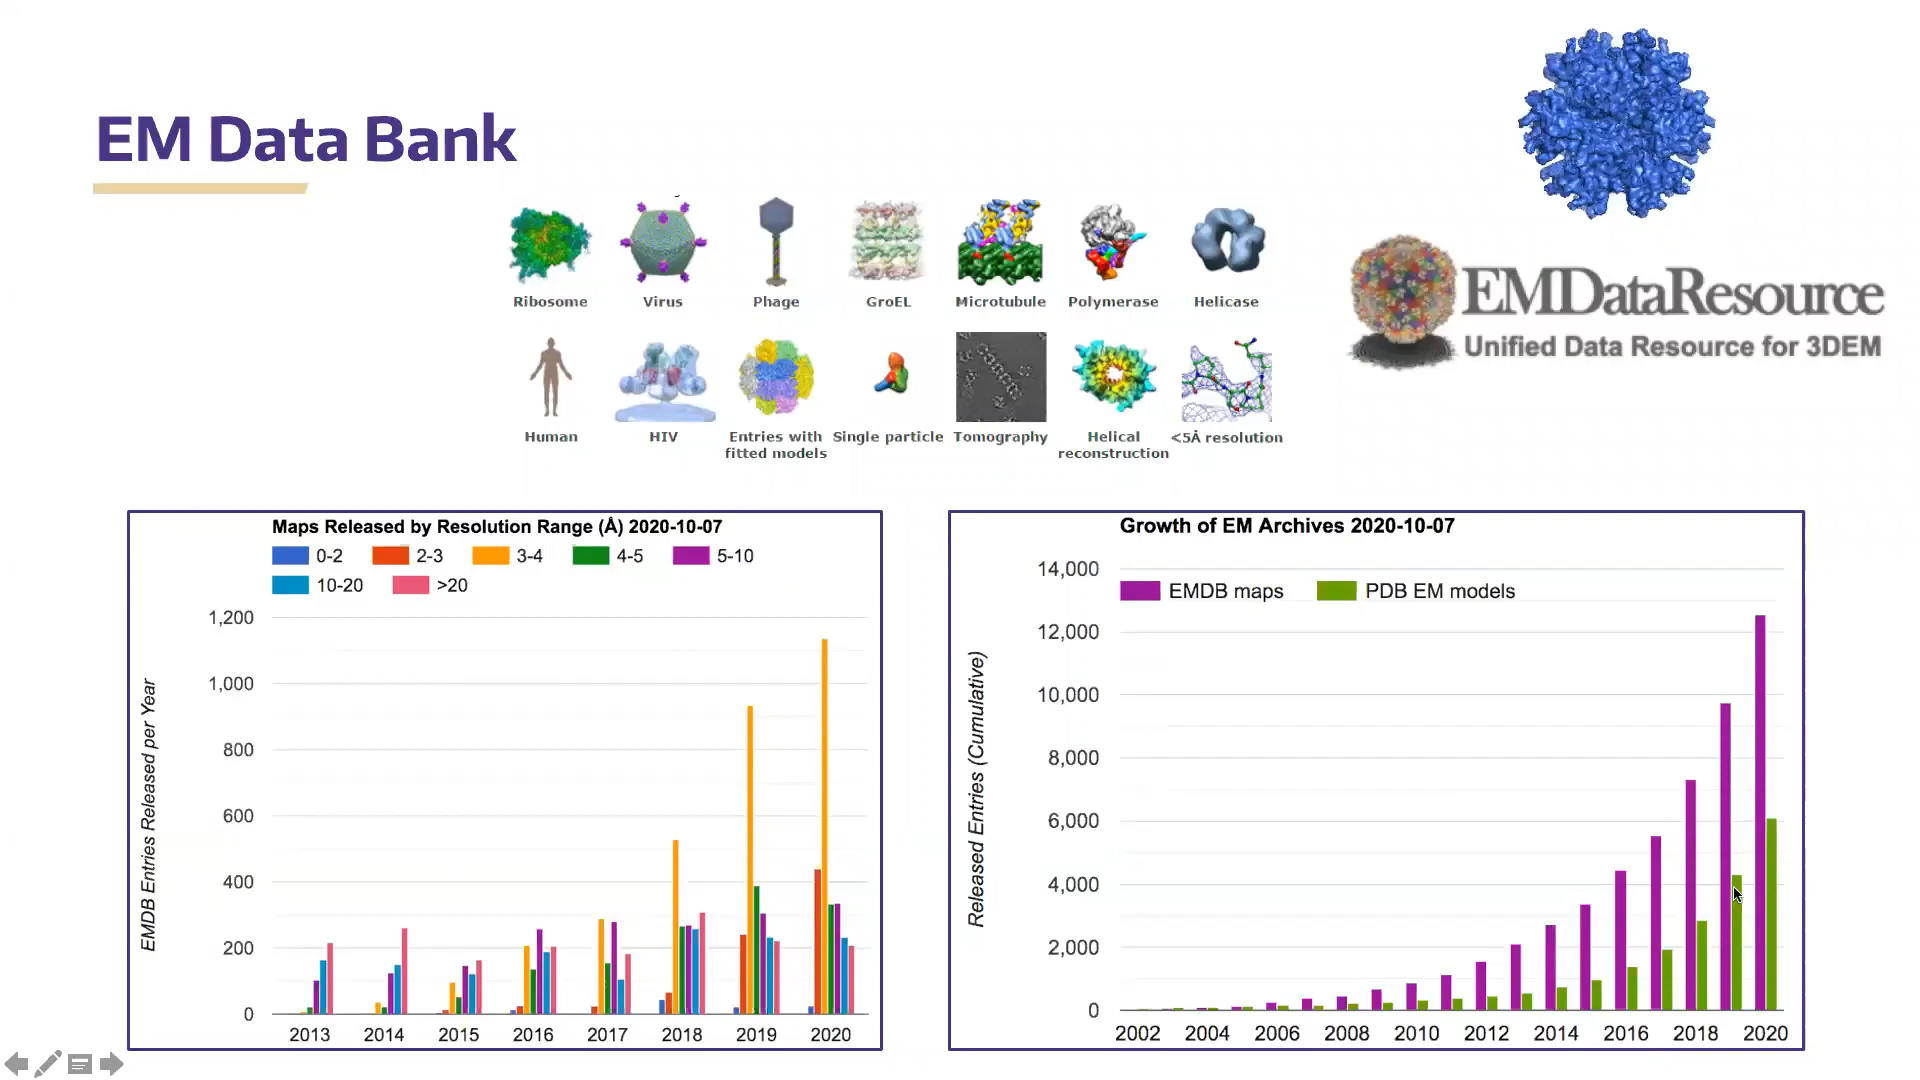 EM Data Bank
Ribosome Virus Phage GroEL Microtubule Polymerase Helicase
EMDataResource
Unified Data Resource for 3DEM
Human HIV Entries with Single particle Tomography Helical <5Å resolution
fitted models reconstruction
Maps Released by Resolution Range (Å) 2020-10-07
0-2 2-3 3-4 4-5 5-10
10-20 >20
EMDB Entries Released per Year
1,200
1,000
800
600
400
200
0
2013 2014 2015 2016 2017 2018 2019 2020
Growth of EM Archives 2020-10-07
EMDB maps PDB EM models
Released Entries (Cumulative)
14,000
12,000
10,000
8,000
6,000
4,000
2,000
0
2002 2004 2006 2008 2010 2012 2014 2016 2018 2020